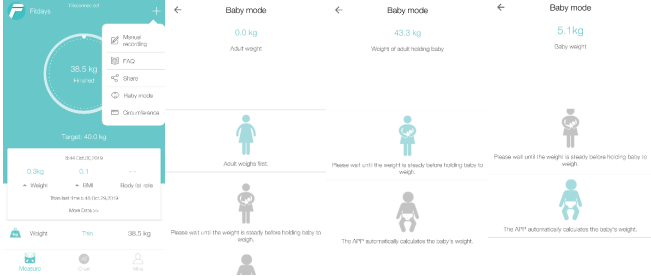 Disconnected
Fitdays
Manual
recording
FAQ
Share
Baby mode
Circumference
38.5 kg
Finished
Target: 40.0 kg
0.3kg
0.1
- -
Weight
BMI
Body fat rate
More Data >>
Weight
Thin
38.5 kg
Measure
Chart
Mine
Baby mode
0.0 kg
Adult weight
Adult weighs first.
Please wait until the weight is steady before holding baby to
weigh.
Baby mode
43.3 kg
Weight of adult holding baby
Please wait until the weight is steady before holding baby to
weigh.
The APP automatically calculates the baby's weight.
Baby mode
5.1kg
Baby weight
Please wait until the weight is steady before holding baby to
weigh
The APP automatically calculates the baby's weight.